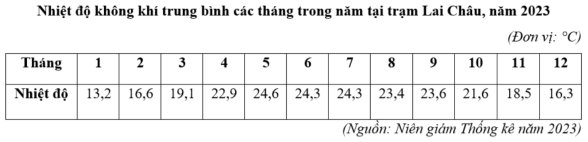 Nhiệt độ không khí trung bình các tháng trong năm tại trạm Lai Châu, năm 2023
(Đơn vị: °C)
Tháng 1 2 3 4 5 6 7 8 9 10 11 12
Nhiệt độ 13,2 16,6 19,1 22,9 24,6 24,3 24,3 23,4 23,6 21,6 18,5 16,3
(Nguồn: Niên giám Thống kê năm 2023)